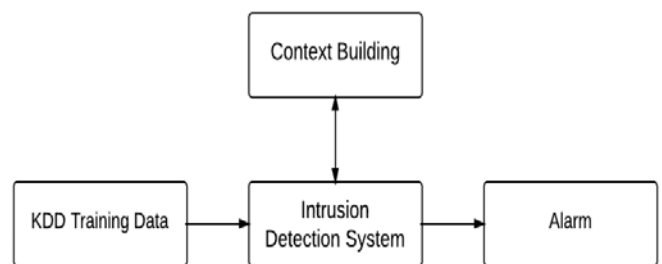 Context Building
KDD Training Data
Intrusion
Detection System
Alarm